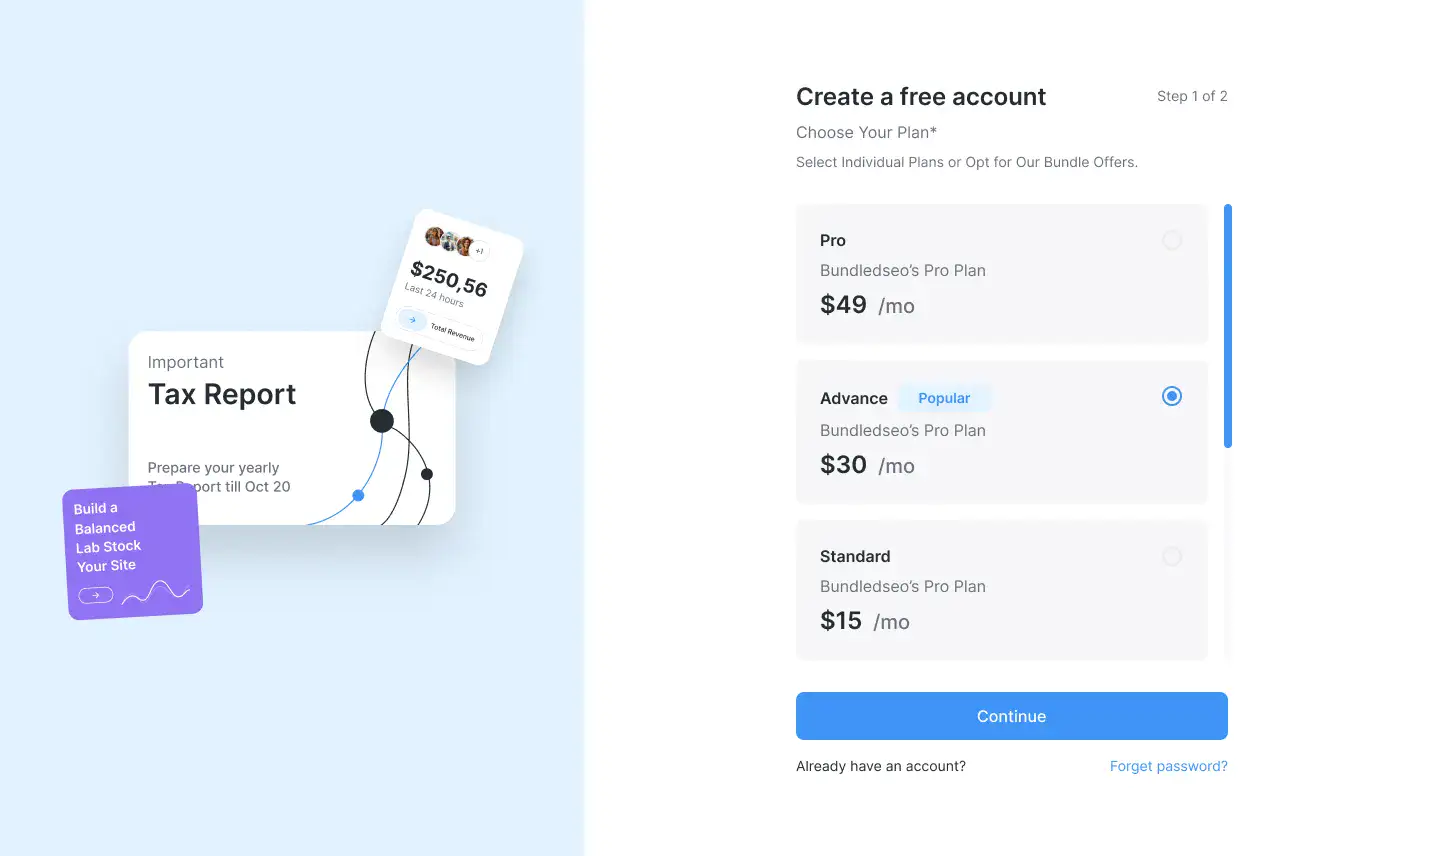 +1
$250,56
Last 24 hours
Total Revenue
Important
Tax Report
Prepare your yearly
Tax Report till Oct 20
Build a
Balanced
Lab Stock
Your Site
Create a free account
Step 1 of 2
Choose Your Plan*
Select Individual Plans or Opt for Our Bundle Offers.
Pro
Bundledseo’s Pro Plan
$49 /mo
Advance Popular
Bundledseo’s Pro Plan
$30 /mo
Standard
Bundledseo’s Pro Plan
$15 /mo
Continue
Already have an account?
Forget password?